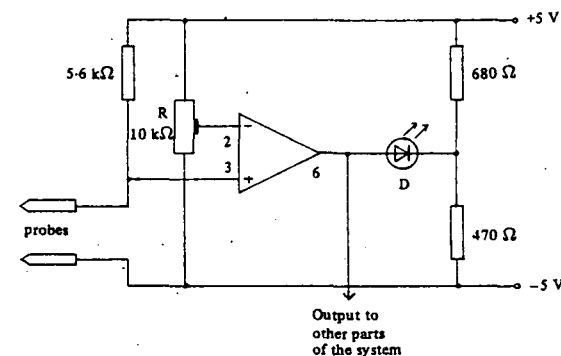 +5 V
5·6 kΩ
680 Ω
R
10 kΩ
−
2
3
+
6
D
probes
470 Ω
−5 V
Output to
other parts
of the system